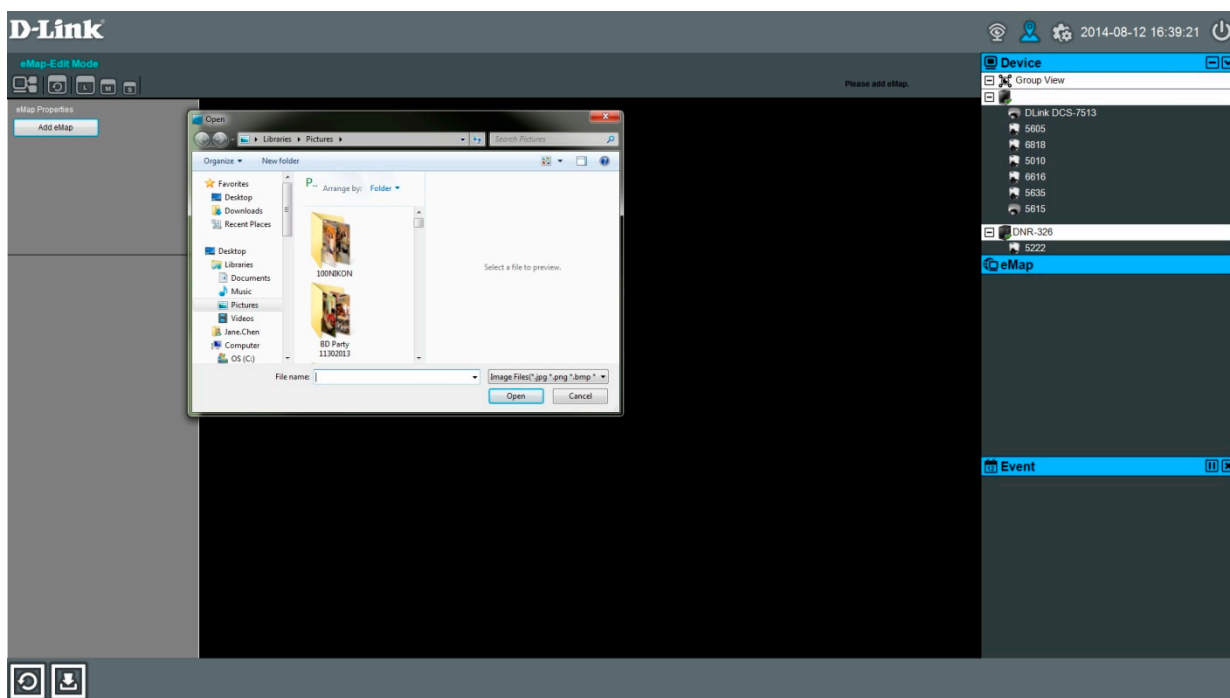 D-Link
2014-08-12 16:39:21
eMap-Edit Mode
L M S
Please add eMap.
eMap Properties
Add eMap
Open
Libraries Pictures
Search Pictures
Organize New folder
Favorites
Desktop
Downloads
Recent Places
Desktop
Libraries
Documents
Music
Pictures
Videos
Jane.Chen
Computer
OS (C:)
P... Arrange by: Folder
100NIKON
BD Party
11302013
Select a file to preview.
File name:
Image Files(*.jpg *.png *.bmp *
Open Cancel
Device
Group View
DLink DCS-7513
5605
6818
5010
6616
5635
5615
DNR-326
5222
eMap
Event